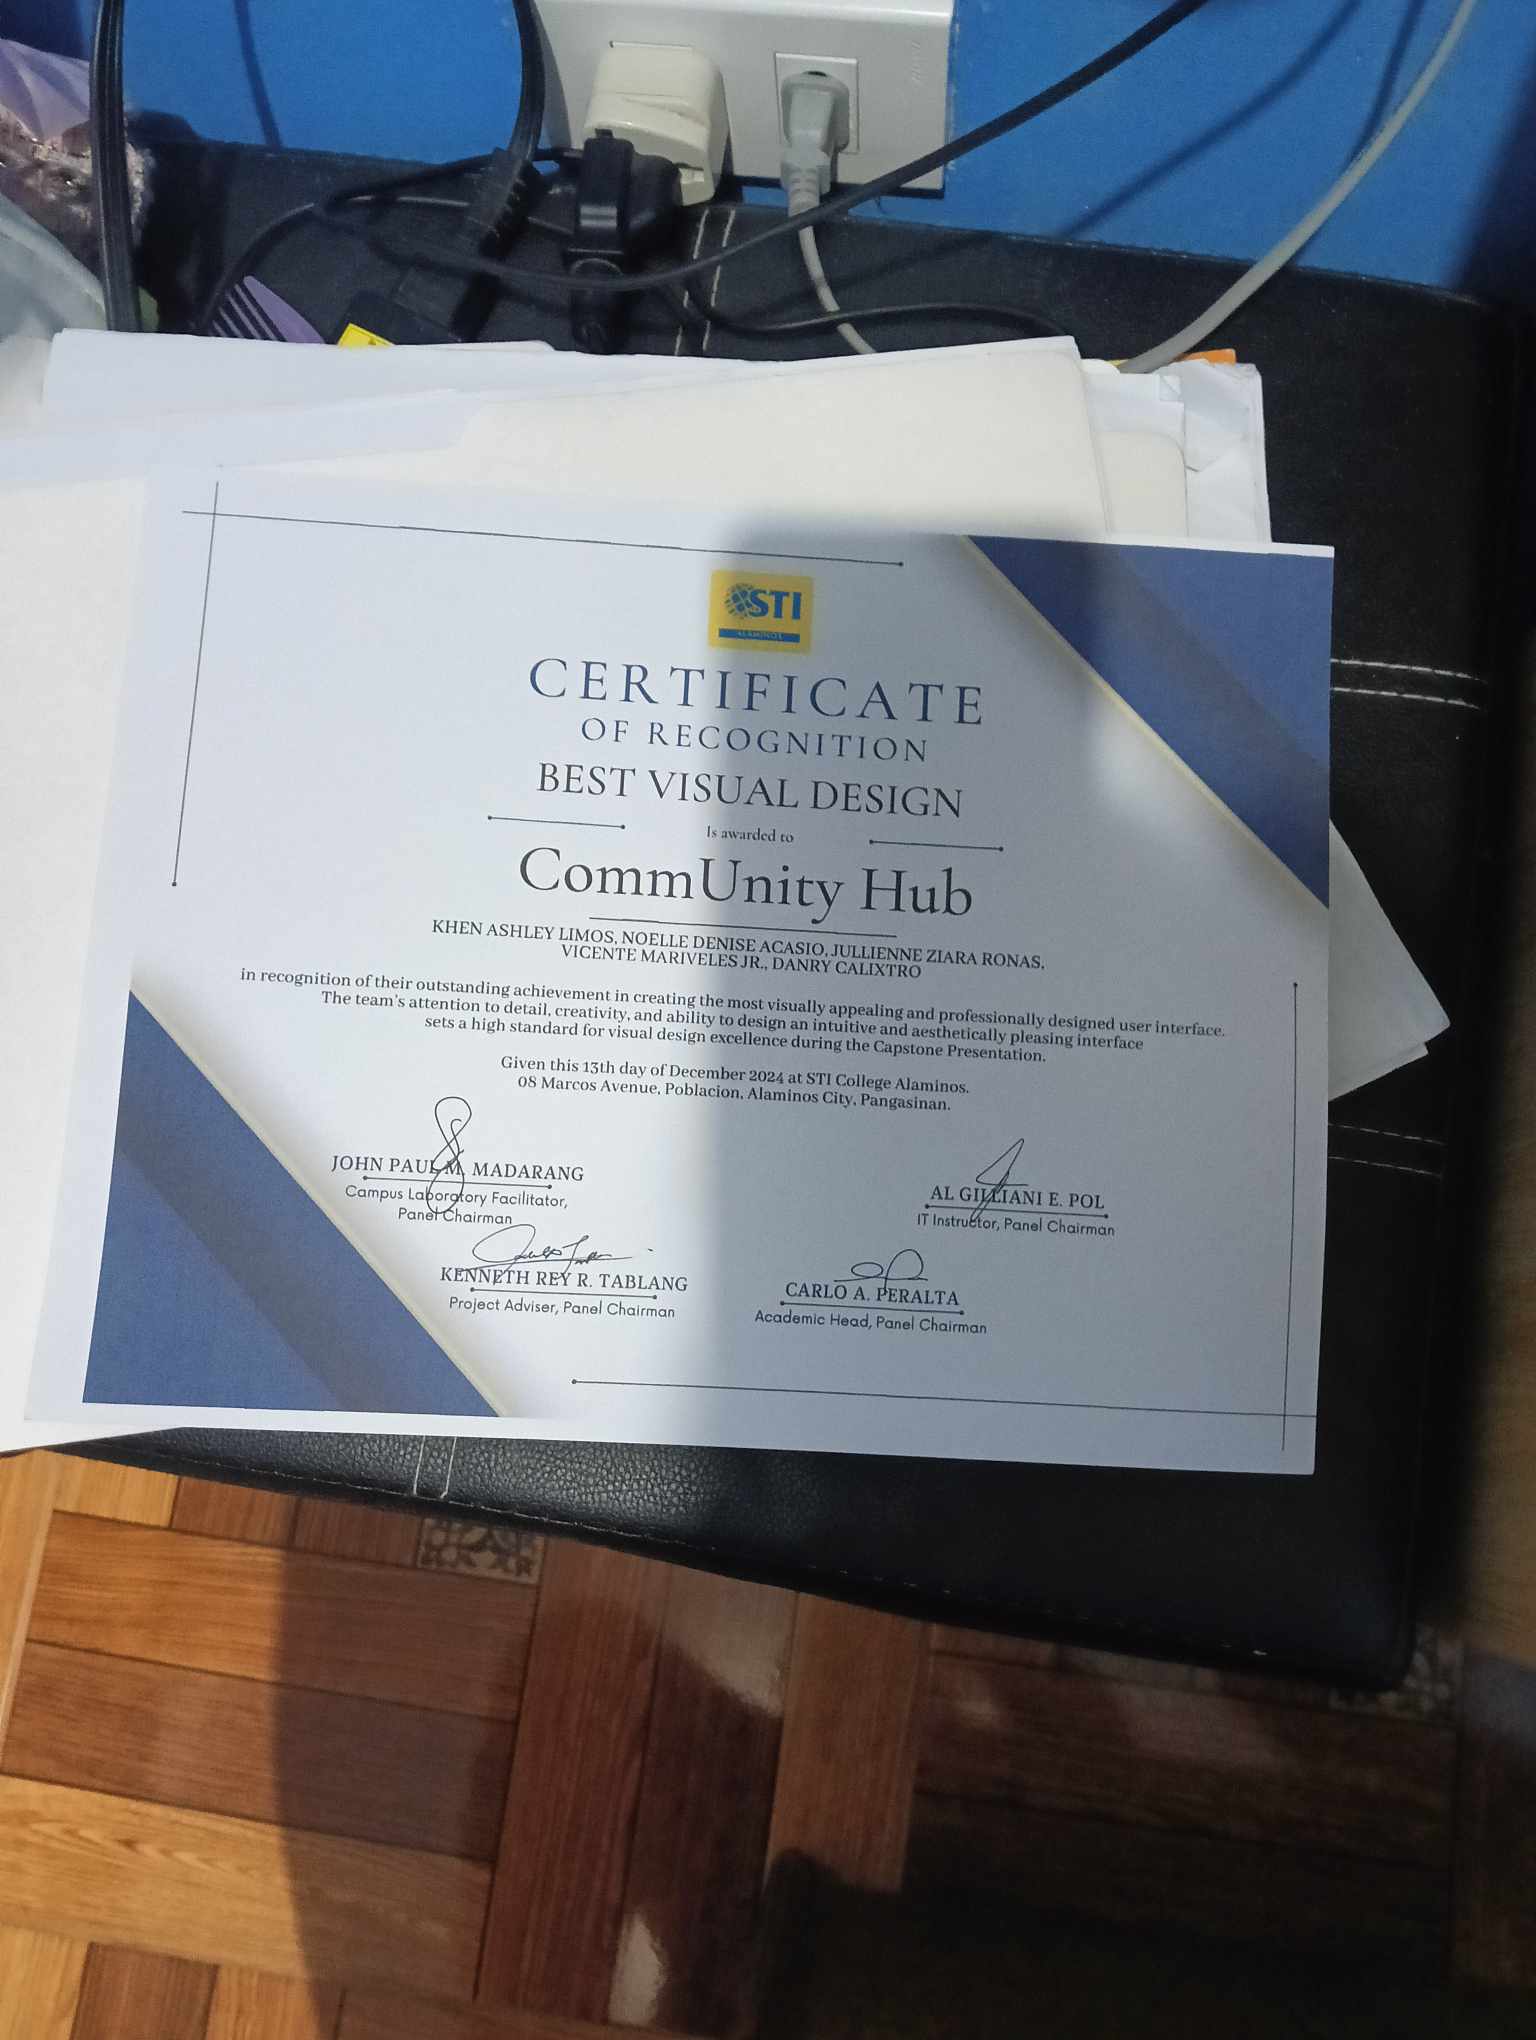 STI
ALAMINOS
CERTIFICATE
OF RECOGNITION
BEST VISUAL DESIGN
Is awarded to
CommUnity Hub
KHEN ASHLEY LIMOS, NOELLE DENISE ACASIO, JULLIENNE ZIARA RONAS,
VICENTE MARIVELES JR., DANRY CALIXTRO
in recognition of their outstanding achievement in creating the most visually appealing and professionally designed user interface.
The team's attention to detail, creativity, and ability to design an intuitive and aesthetically pleasing interface
sets a high standard for visual design excellence during the Capstone Presentation.
Given this 13th day of December 2024 at STI College Alaminos.
08 Marcos Avenue, Poblacion, Alaminos City, Pangasinan.
JOHN PAUL M. MADARANG
Campus Laboratory Facilitator,
Panel Chairman
AL GILLIANI E. POL
IT Instructor, Panel Chairman
KENNETH REY R. TABLANG
Project Adviser, Panel Chairman
CARLO A. PERALTA
Academic Head, Panel Chairman